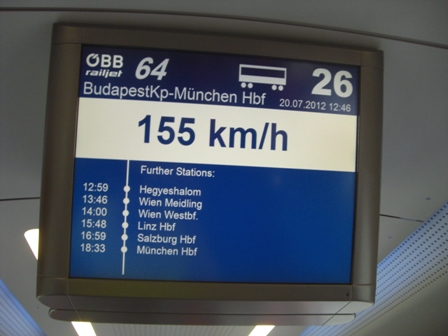 ÖBB
railjet 64 26
BudapestKp-München Hbf
20.07.2012 12:46
155 km/h
Further Stations:
12:59 Hegyeshalom
13:46 Wien Meidling
14:00 Wien Westbf.
15:48 Linz Hbf
16:59 Salzburg Hbf
18:33 München Hbf